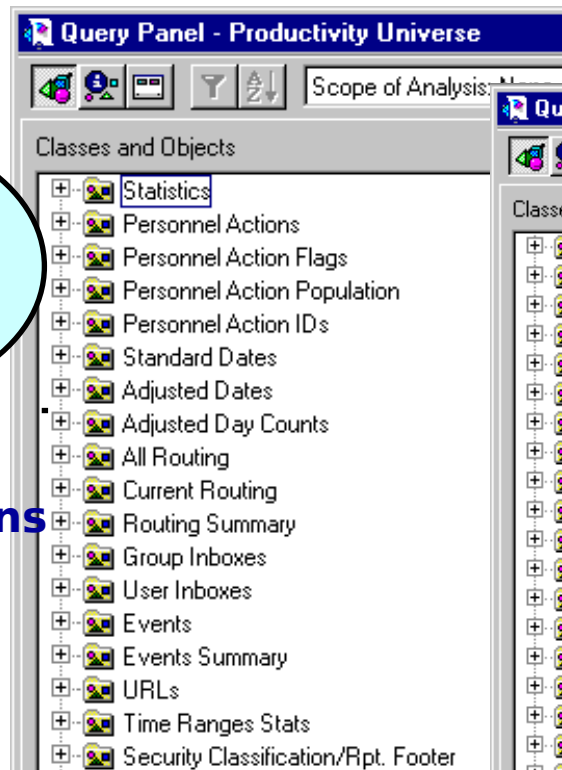 Query Panel - Productivity Universe
Scope of Analysis:
Classes and Objects
Statistics
Personnel Actions
Personnel Action Flags
Personnel Action Population
Personnel Action IDs
Standard Dates
Adjusted Dates
Adjusted Day Counts
All Routing
Current Routing
Routing Summary
Group Inboxes
User Inboxes
Events
Events Summary
URLs
Time Ranges Stats
Security Classification/Rpt. Footer
ns
Qu
Classe